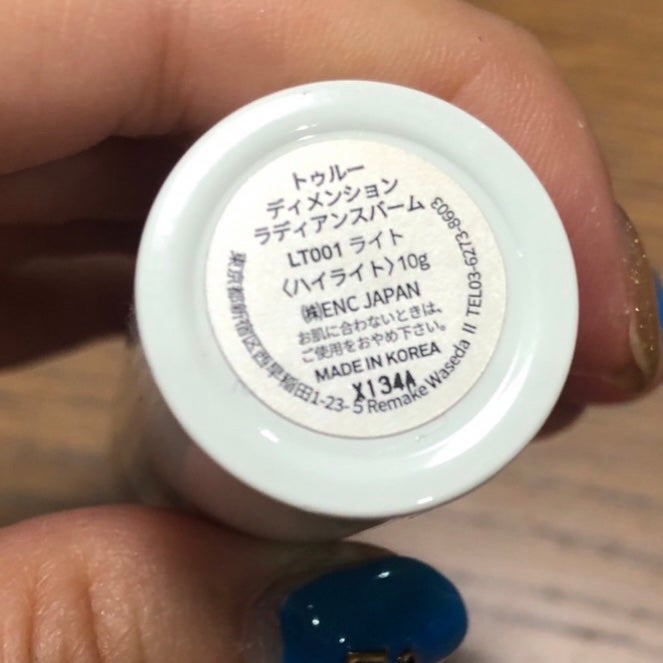 トゥルー
ディメンション
ラディアンスバーム
LT001 ライト
〈ハイライト〉10g
㈱ENC JAPAN
お肌に合わないときは、
ご使用をおやめ下さい。
MADE IN KOREA
X134A
東京都新宿区西早稲田1-23-5 Remake Waseda II TEL03-6273-8603